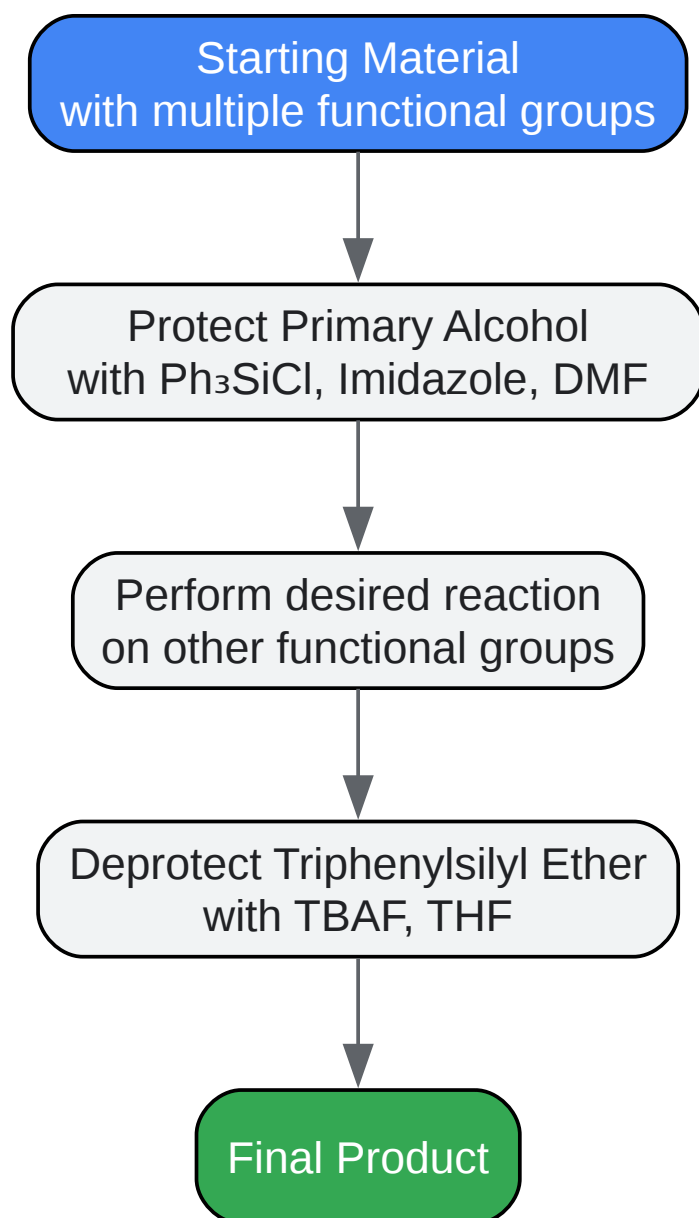 Starting Material
with multiple functional groups
Protect Primary Alcohol
with Ph₃SiCl, Imidazole, DMF
Perform desired reaction
on other functional groups
Deprotect Triphenylsilyl Ether
with TBAF, THF
Final Product